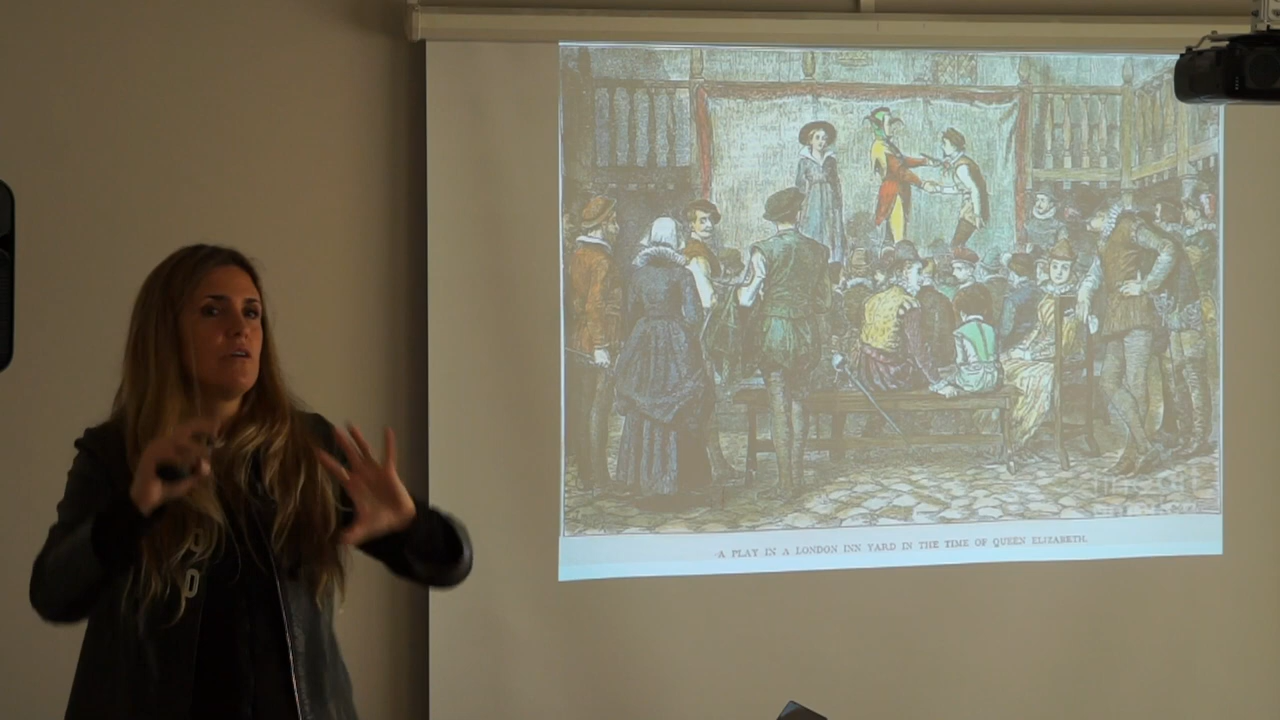 A PLAY IN A LONDON INN YARD IN THE TIME OF QUEEN ELIZABETH.